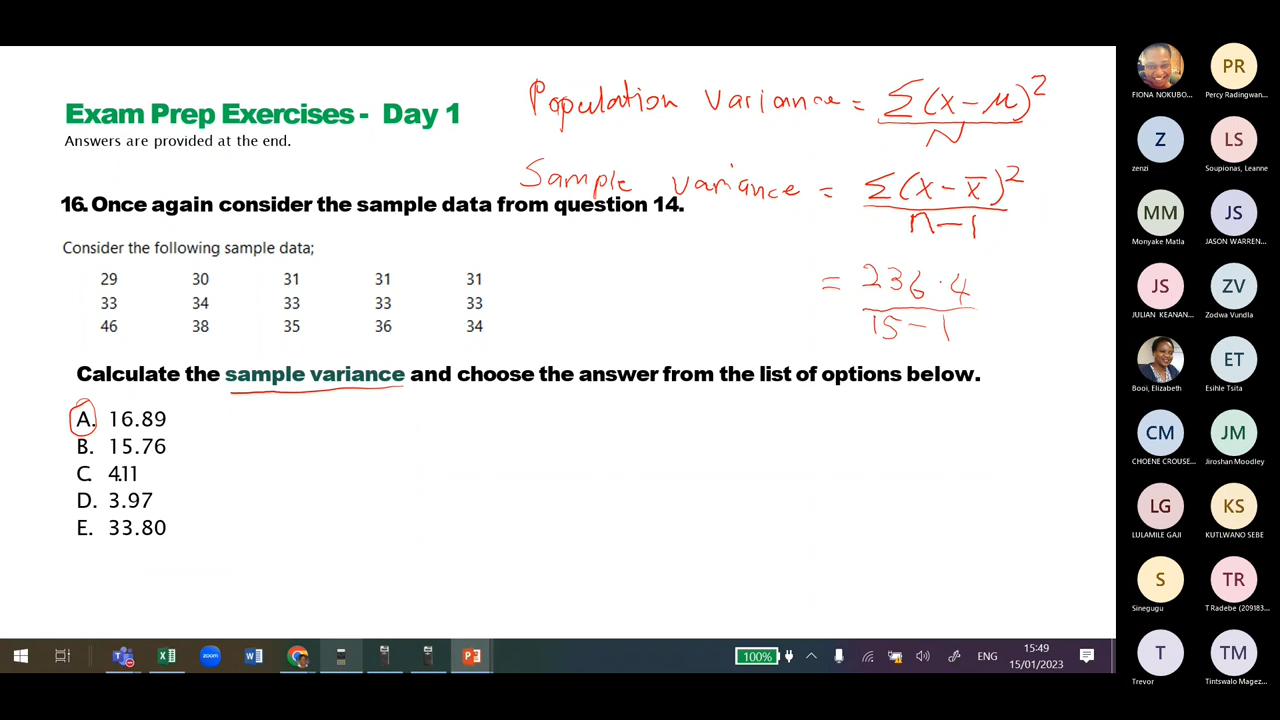 Exam Prep Exercises - Day 1
Answers are provided at the end.
Population variance = Σ(x-μ)²
N
Sample variance = Σ(x-x̄)²
n-1
= 236.4
15-1
16. Once again consider the sample data from question 14.
Consider the following sample data;
29 30 31 31 31
33 34 33 33 33
46 38 35 36 34
Calculate the sample variance and choose the answer from the list of options below.
A. 16.89
B. 15.76
C. 4.11
D. 3.97
E. 33.80
PR
FIONA NOKUBO... Percy Radingwan...
Z LS
zenzi Soupionas, Leanne
MM JS
Monyake Matla JASON WARREN...
JS ZV
JULIAN KEANAN... Zodwa Vundla
ET
Booi, Elizabeth Esihle Tsita
CM JM
CHOENE CROUSE... Jiroshan Moodley
LG KS
LULAMILE GAJI KUTLWANO SEBE
S TR
Sinegugu T Radebe (209183...
T TM
Trevor Tintswalo Magez...
zoom 100% ENG 15:49
15/01/2023